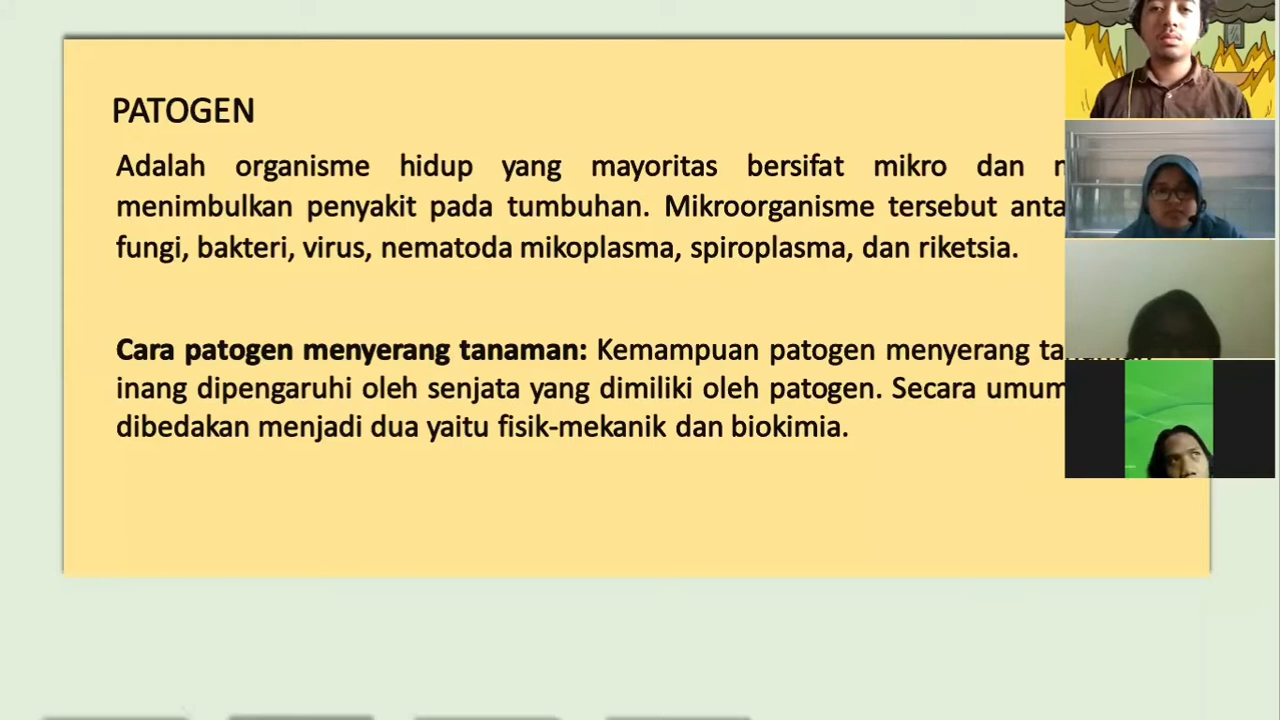 PATOGEN
Adalah organisme hidup yang mayoritas bersifat mikro dan
menimbulkan penyakit pada tumbuhan. Mikroorganisme tersebut
fungi, bakteri, virus, nematoda mikoplasma, spiroplasma, dan riketsia.
Cara patogen menyerang tanaman: Kemampuan patogen menyerang tanaman
inang dipengaruhi oleh senjata yang dimiliki oleh patogen. Secara umum
dibedakan menjadi dua yaitu fisik-mekanik dan biokimia.